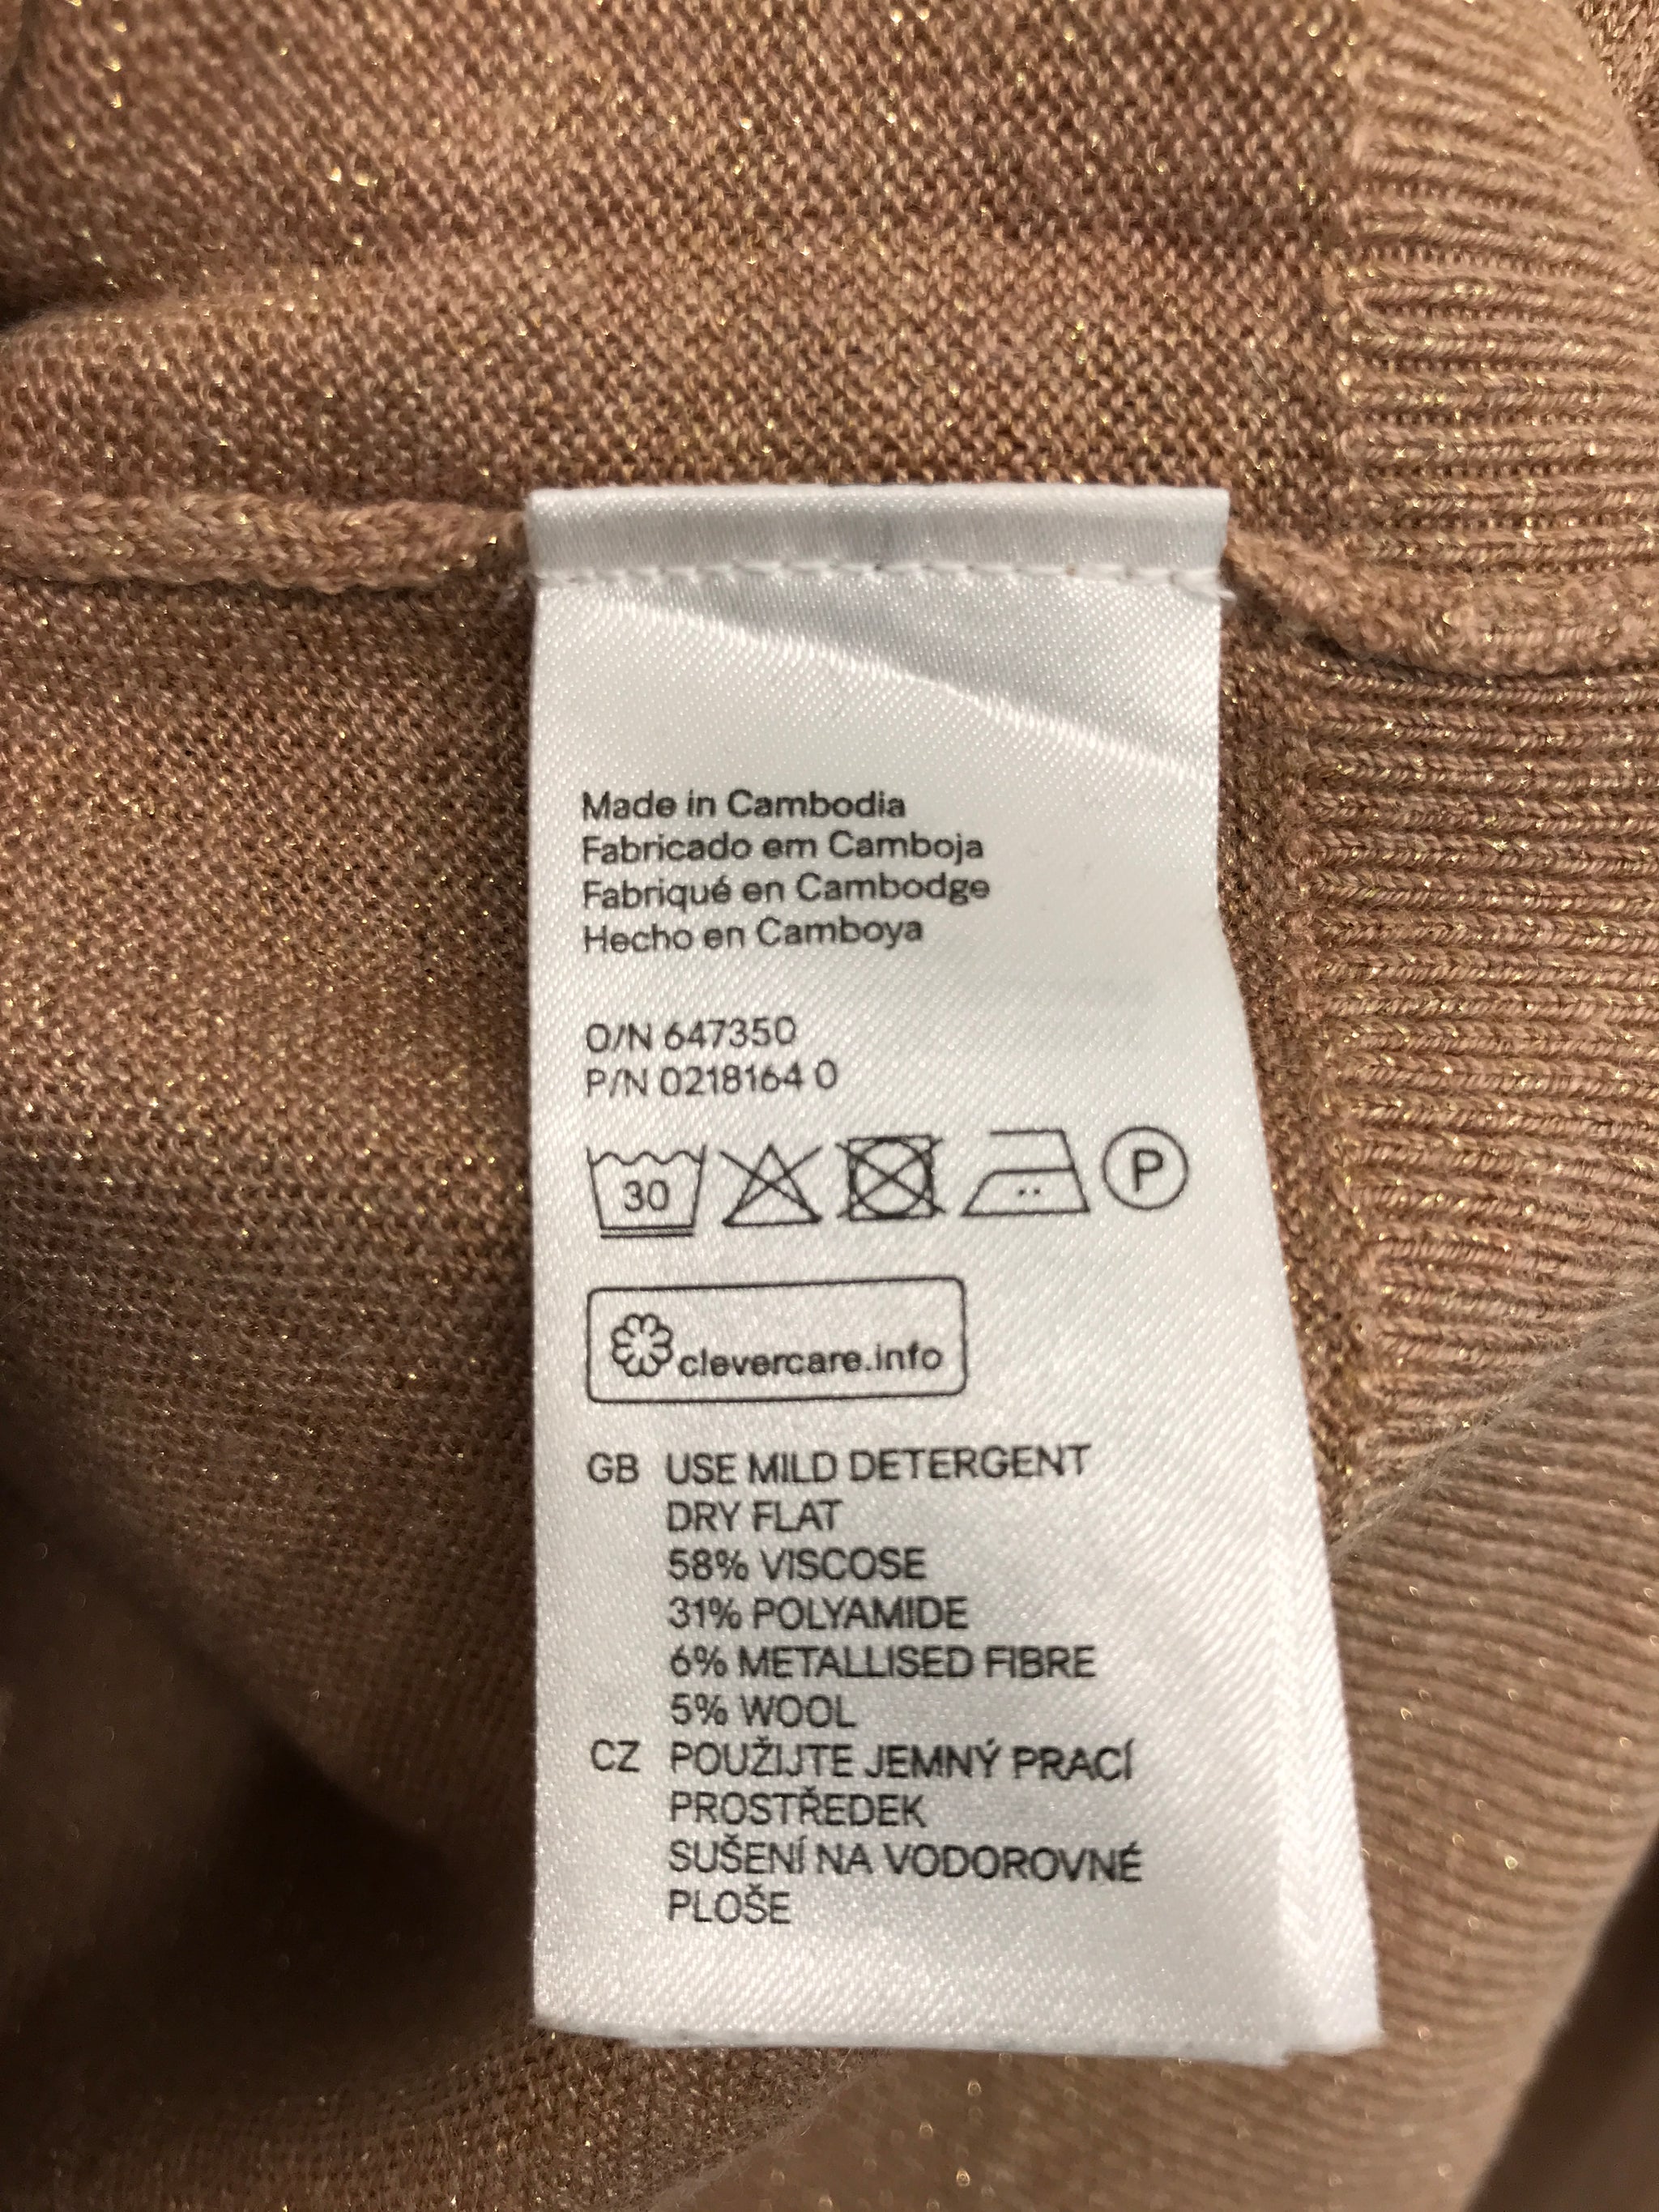 Made in Cambodia
Fabricado em Camboja
Fabriqué en Cambodge
Hecho en Camboya
O/N 647350
P/N 0218164 0
30 P
clevercare.info
GB USE MILD DETERGENT
DRY FLAT
58% VISCOSE
31% POLYAMIDE
6% METALLISED FIBRE
5% WOOL
CZ POUŽIJTE JEMNÝ PRACÍ
PROSTŘEDEK
SUŠENÍ NA VODOROVNÉ
PLOŠE